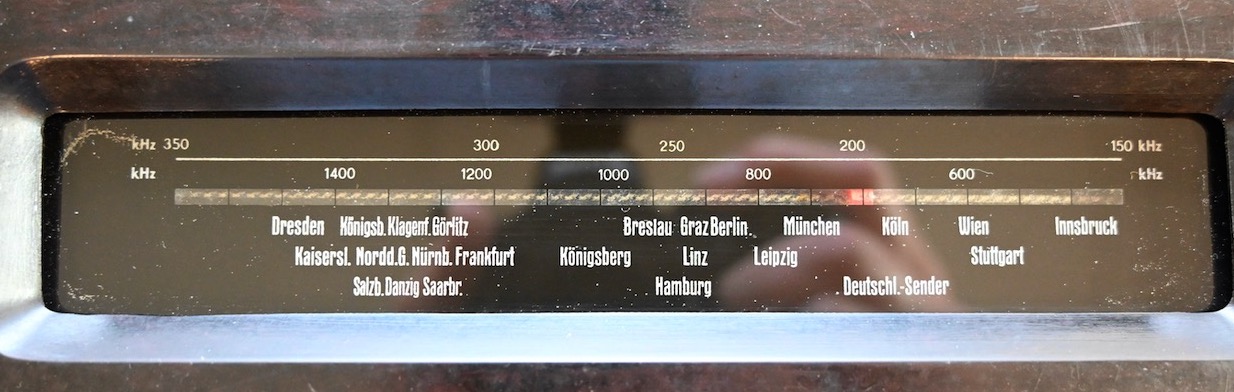 kHz 350 300 250 200 150 kHz
kHz 1400 1200 1000 800 600 kHz
Dresden Königsb. Klagenf. Görlitz Breslau Graz Berlin München Köln Wien Innsbruck
Kaisersl. Nordd.G. Nürnb. Frankfurt Königsberg Linz Leipzig Stuttgart
Salzb. Danzig Saarbr. Hamburg Deutschl.-Sender